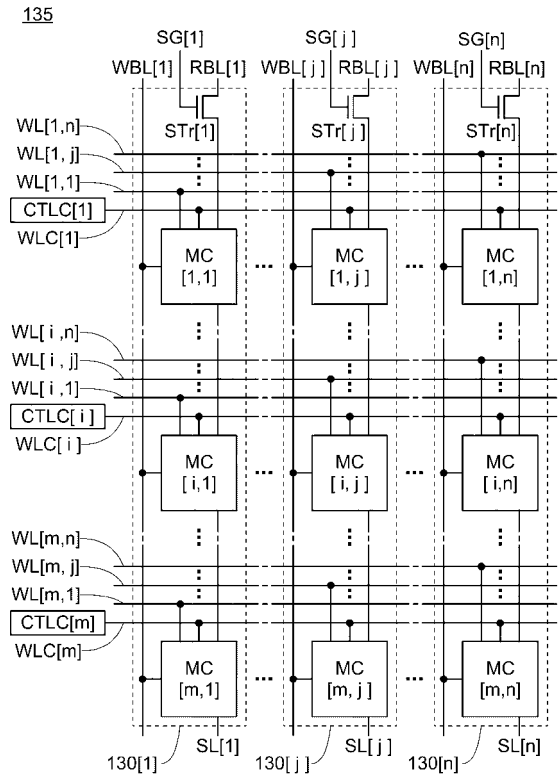 135
SG[1] SG[ j ] SG[n]
WBL[1] RBL[1] WBL[ j ] RBL[ j ] WBL[n] RBL[n]
STr[1] STr[ j ] STr[n]
WL[1,n]
WL[1, j]
WL[1,1]
CTLC[1]
WLC[1]
MC MC MC
[1,1] [1, j ] [1,n]
WL[ i ,n]
WL[ i , j]
WL[ i ,1]
CTLC[ i ]
WLC[ i ]
MC MC MC
[ i,1] [ i, j ] [ i,n]
WL[m,n]
WL[m, j]
WL[m,1]
CTLC[m]
WLC[m]
MC MC MC
[m,1] [m, j ] [m,n]
SL[1] SL[ j ] SL[n]
130[1] 130[ j ] 130[n]